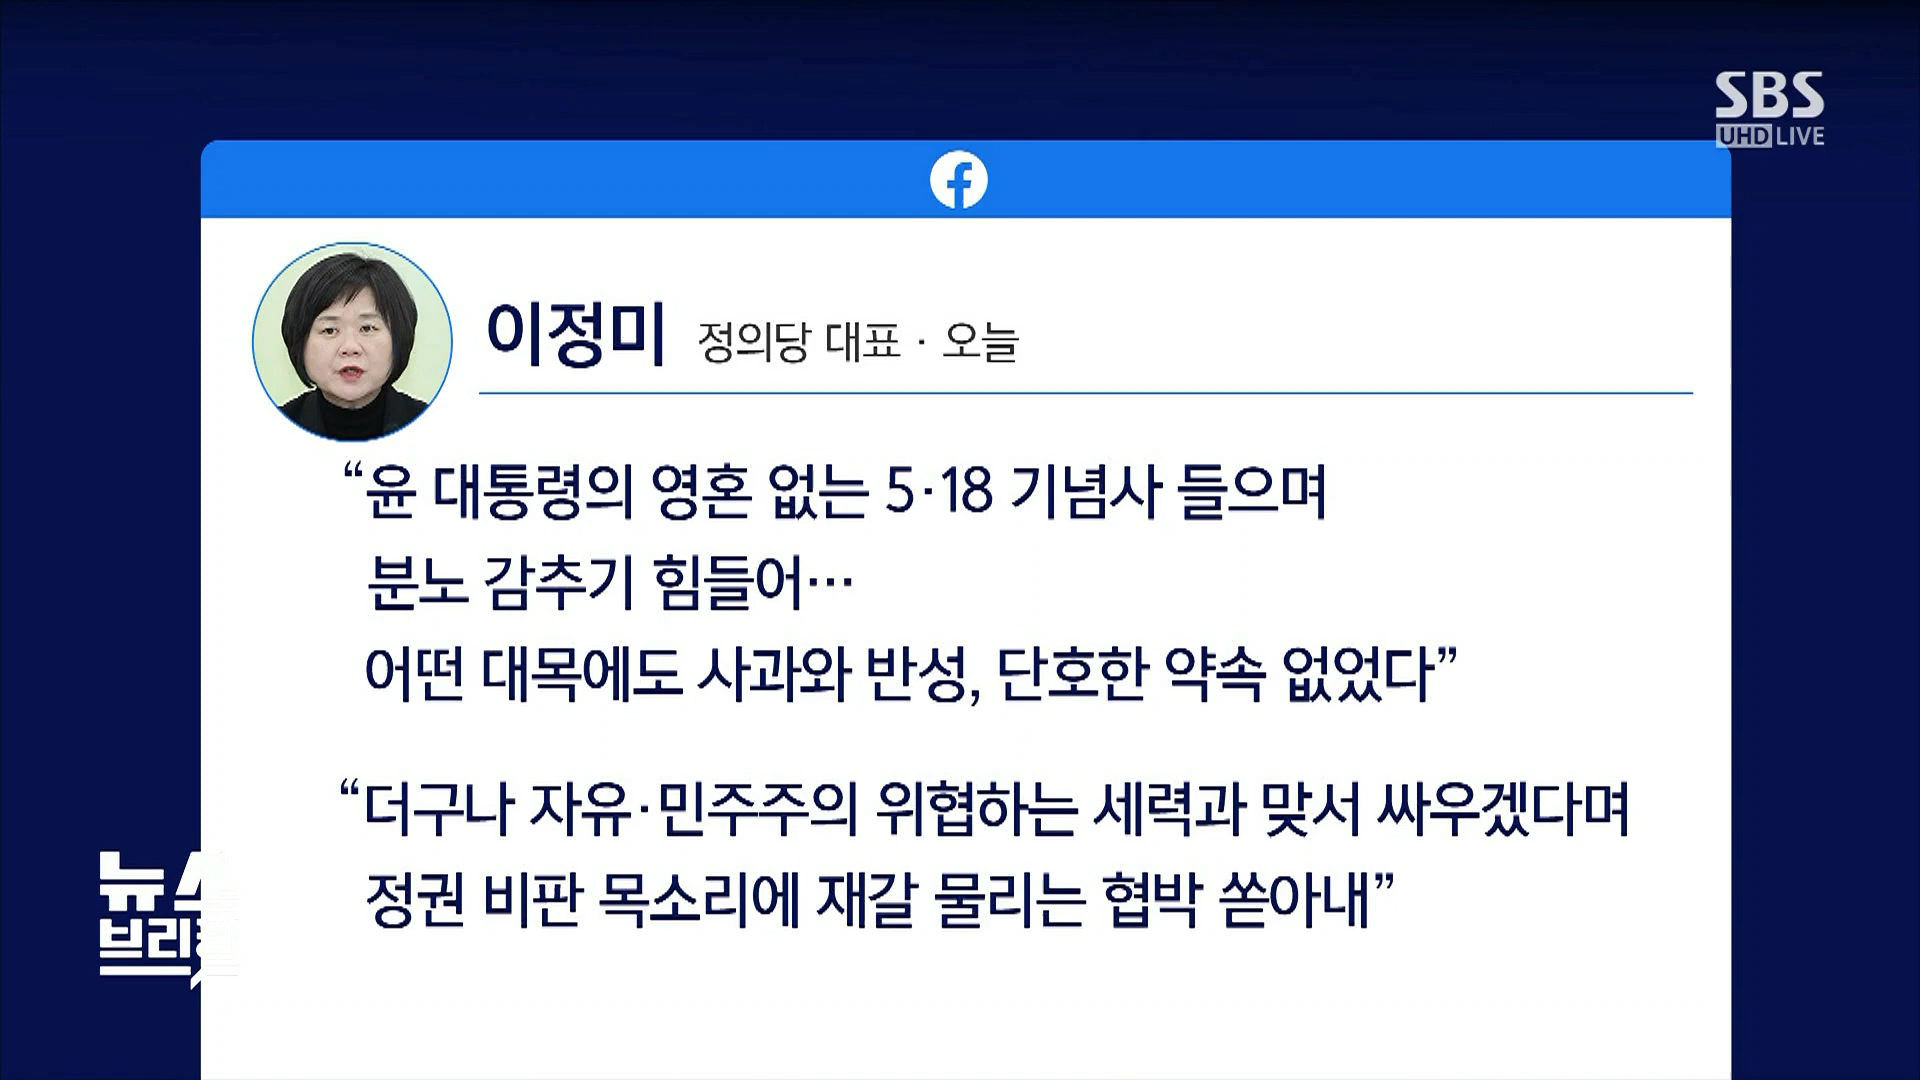 SBS
UHD LIVE
이정미 정의당 대표 · 오늘
“윤 대통령의 영혼 없는 5·18 기념사 들으며
분노 감추기 힘들어…
어떤 대목에도 사과와 반성, 단호한 약속 없었다”
“더구나 자유·민주주의 위협하는 세력과 맞서 싸우겠다며
정권 비판 목소리에 재갈 물리는 협박 쏟아내”
뉴스